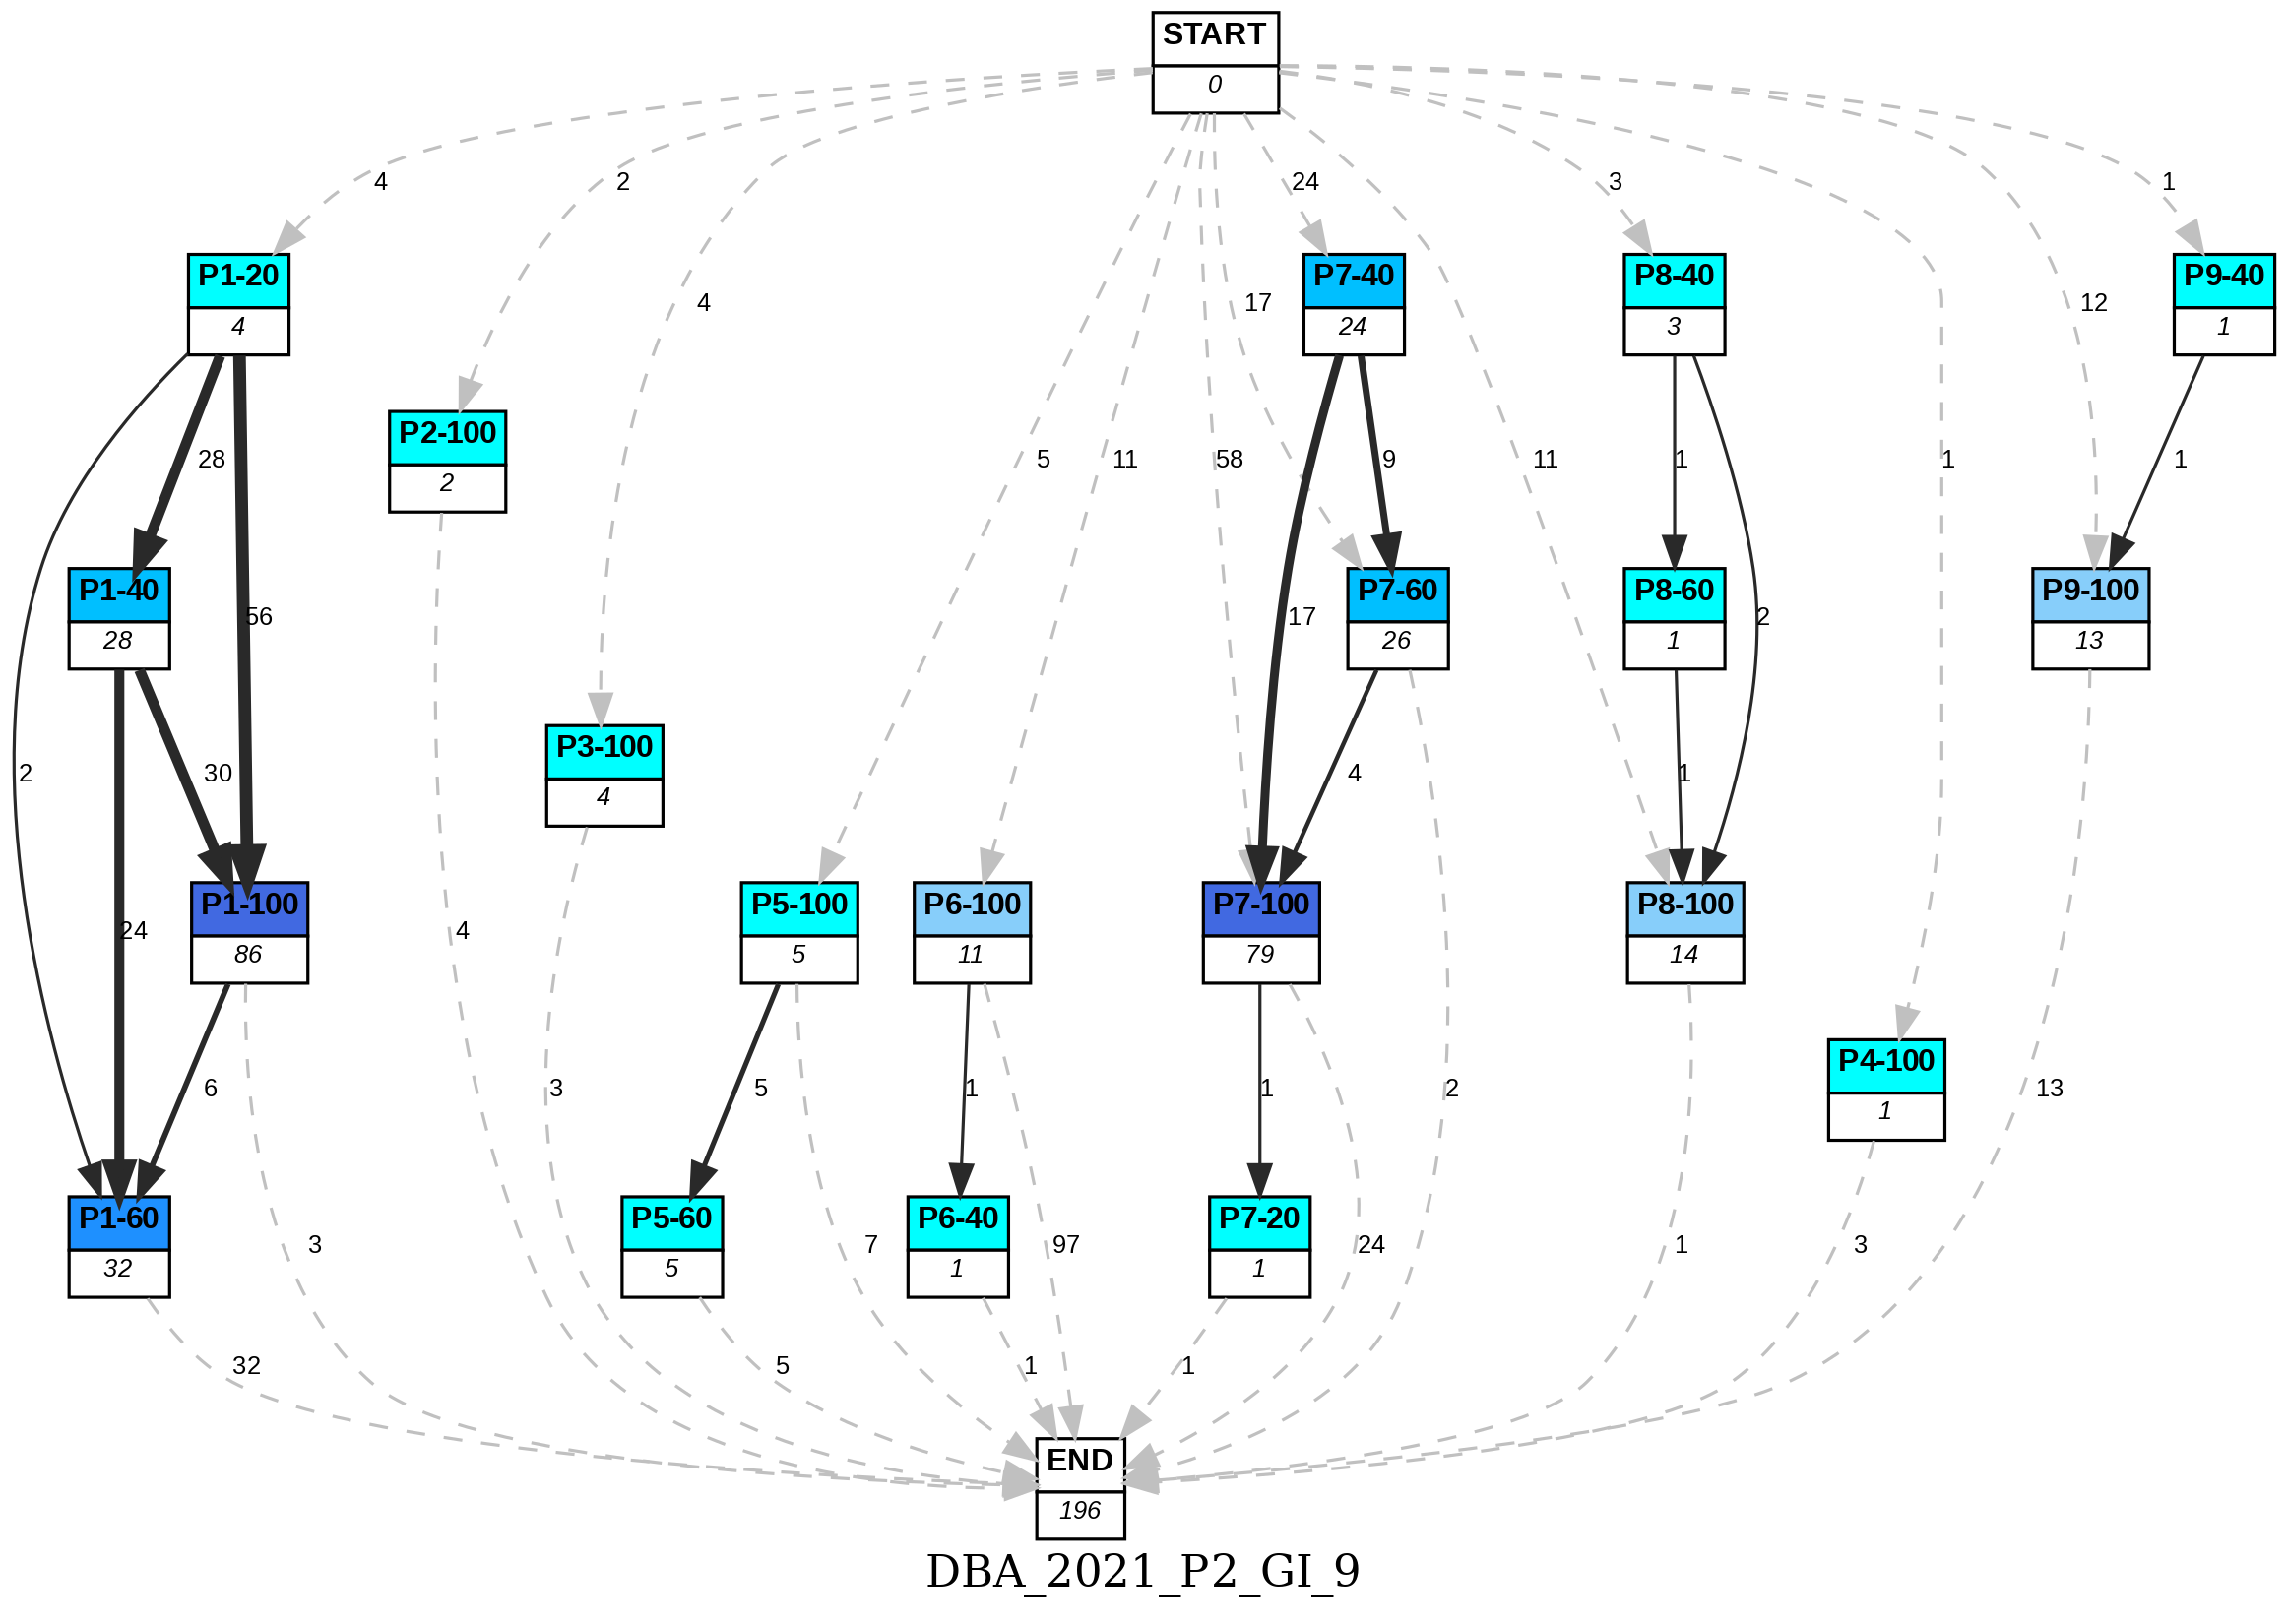 START
0
4
2
24
3
1
P1-20
4
P7-40
24
P8-40
3
P9-40
1
4
17
12
P2-100
2
28
5
11
58
9
11
1
1
1
P1-40
28
P7-60
26
P8-60
1
P9-100
13
56
17
2
P3-100
4
2
30
4
1
P1-100
86
P5-100
5
P6-100
11
P7-100
79
P8-100
14
24
4
P4-100
1
6
3
5
1
1
2
13
P1-60
32
P5-60
5
P6-40
1
P7-20
1
3
7
97
24
1
3
32
5
1
1
END
196
DBA_2021_P2_GI_9